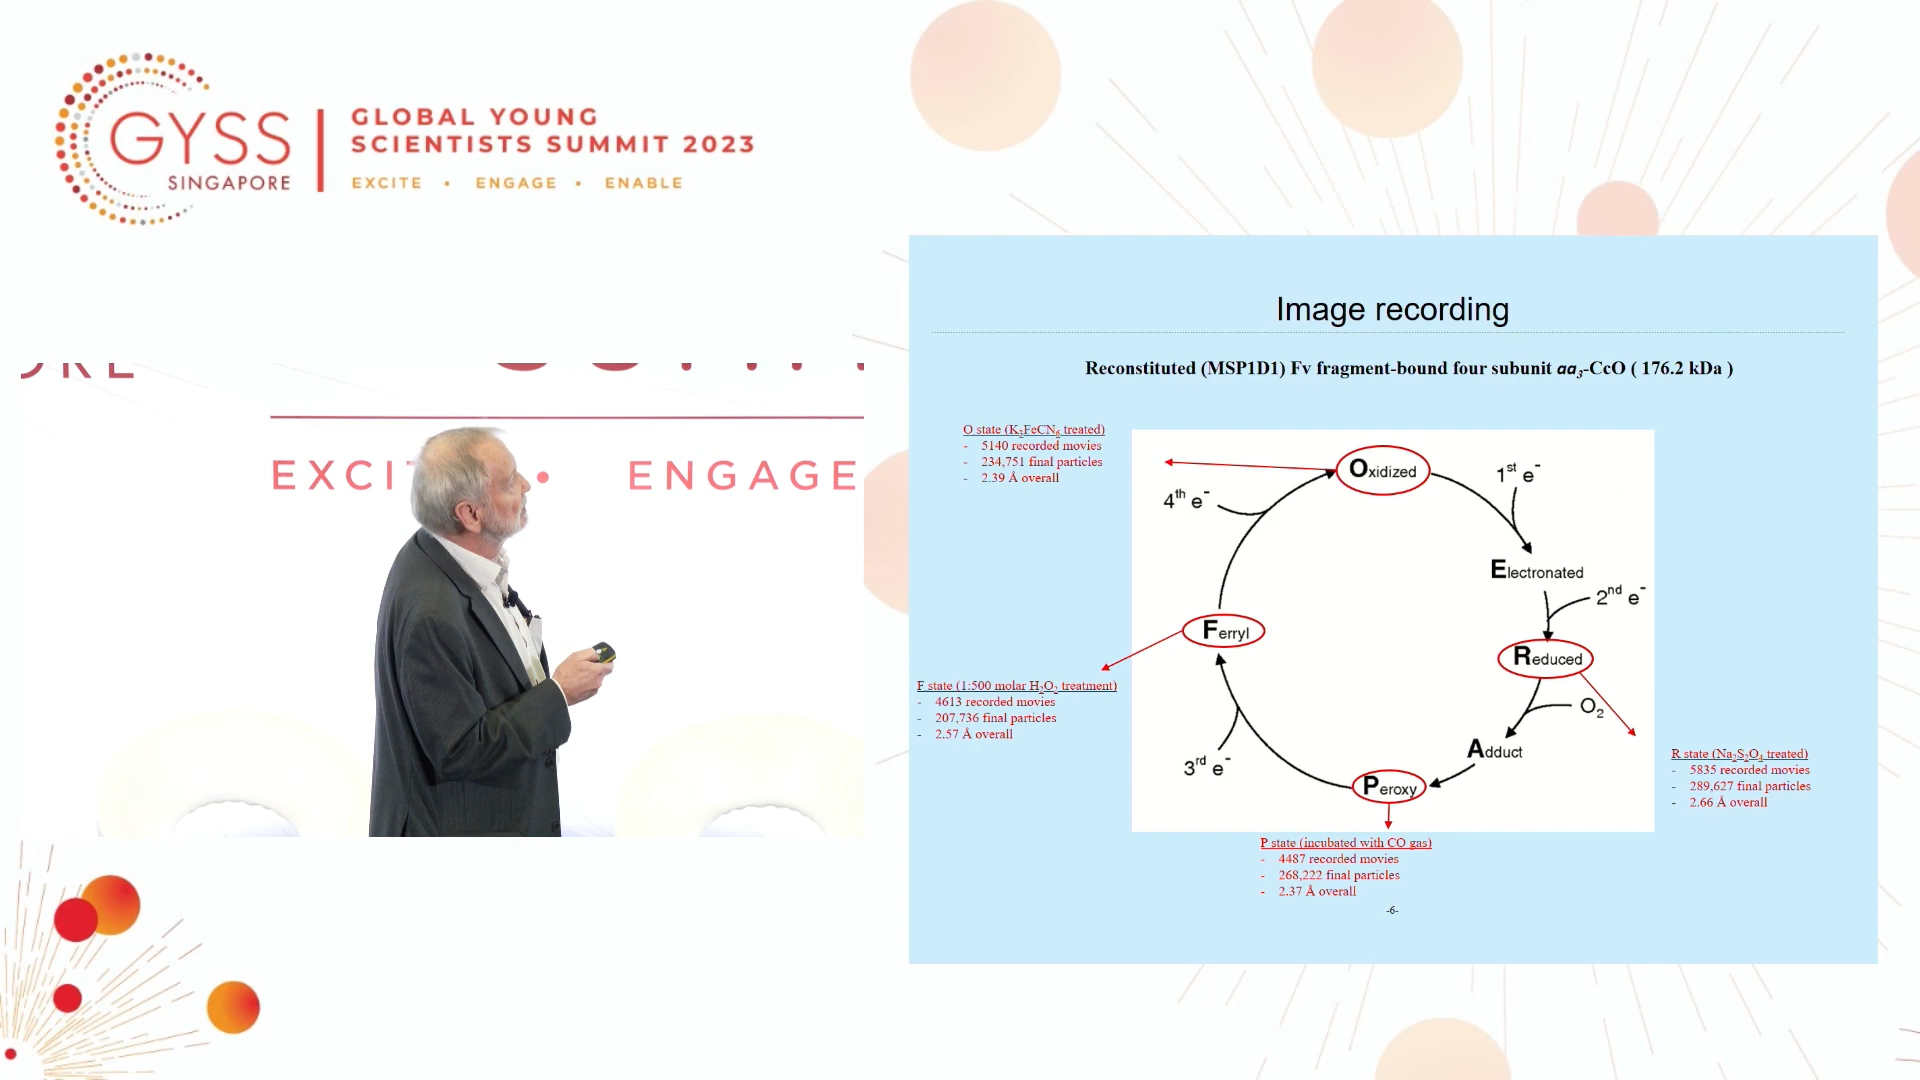 GYSS
SINGAPORE
GLOBAL YOUNG
SCIENTISTS SUMMIT 2023
EXCITE • ENGAGE • ENABLE
EXCI • ENGAGE
Image recording
Reconstituted (MSP1D1) Fv fragment-bound four subunit aa3-CcO ( 176.2 kDa )
O state (K3FeCN6 treated)
- 5140 recorded movies
- 234,751 final particles
- 2.39 Å overall
Oxidized
1st e-
4th e-
Electronated
2nd e-
Ferryl
Reduced
O2
F state (1:500 molar H2O2 treatment)
- 4613 recorded movies
- 207,736 final particles
- 2.57 Å overall
Adduct
3rd e-
Peroxy
R state (Na2S2O4 treated)
- 5835 recorded movies
- 289,627 final particles
- 2.66 Å overall
P state (incubated with CO gas)
- 4487 recorded movies
- 268,222 final particles
- 2.37 Å overall
-6-